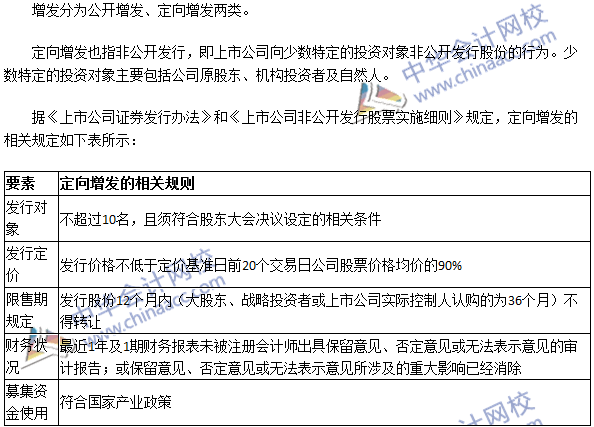 增发分为公开增发、定向增发两类。
定向增发也指非公开发行，即上市公司向少数特定的投资对象非公开发行股份的行为。少
数特定的投资对象主要包括公司原股东、机构投资者及自然人。
据《上市公司证券发行办法》和《上市公司非公开发行股票实施细则》规定，定向增发的
相关规定如下表所示：
要素 定向增发的相关规则
发行对
象
不超过10名，且须符合股东大会决议设定的相关条件
发行定
价
发行价格不低于定价基准日前20个交易日公司股票价格均价的90%
限售期
规定
发行股份12个月内（大股东、战略投资者或上市公司实际控制人认购的为36个月）不
得转让
财务状
况
最近1年及1期财务报表未被注册会计师出具保留意见、否定意见或无法表示意见的审
计报告；或保留意见、否定意见或无法表示意见所涉及的重大影响已经消除
募集资
金使用
符合国家产业政策
中华会计网校
www.chinaacc.com
中华会计网校
www.chinaacc.com
中华会计网校